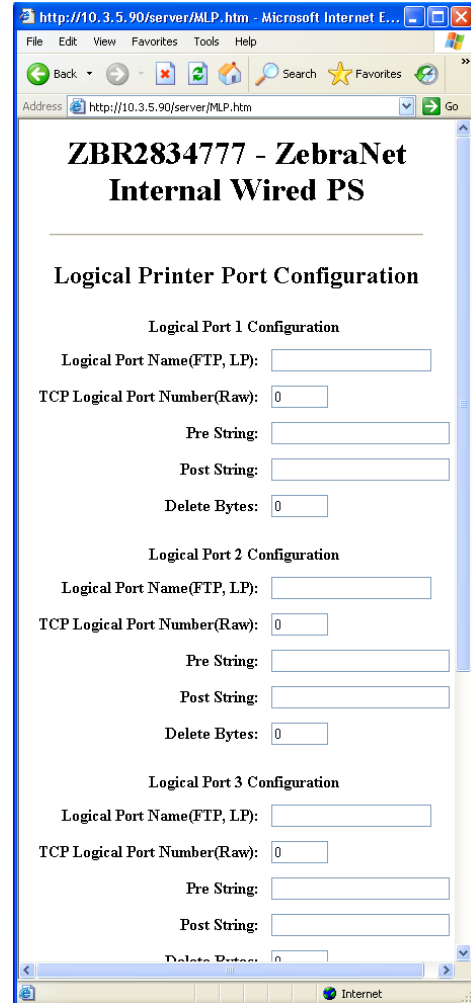 http://10.3.5.90/server/MLP.htm - Microsoft Internet E...
File Edit View Favorites Tools Help
Back Search Favorites »
Address http://10.3.5.90/server/MLP.htm Go
ZBR2834777 - ZebraNet
Internal Wired PS
Logical Printer Port Configuration
Logical Port 1 Configuration
Logical Port Name(FTP, LP):
TCP Logical Port Number(Raw): 0
Pre String:
Post String:
Delete Bytes: 0
Logical Port 2 Configuration
Logical Port Name(FTP, LP):
TCP Logical Port Number(Raw): 0
Pre String:
Post String:
Delete Bytes: 0
Logical Port 3 Configuration
Logical Port Name(FTP, LP):
TCP Logical Port Number(Raw): 0
Pre String:
Post String:
Delete Bytes: 0
Internet